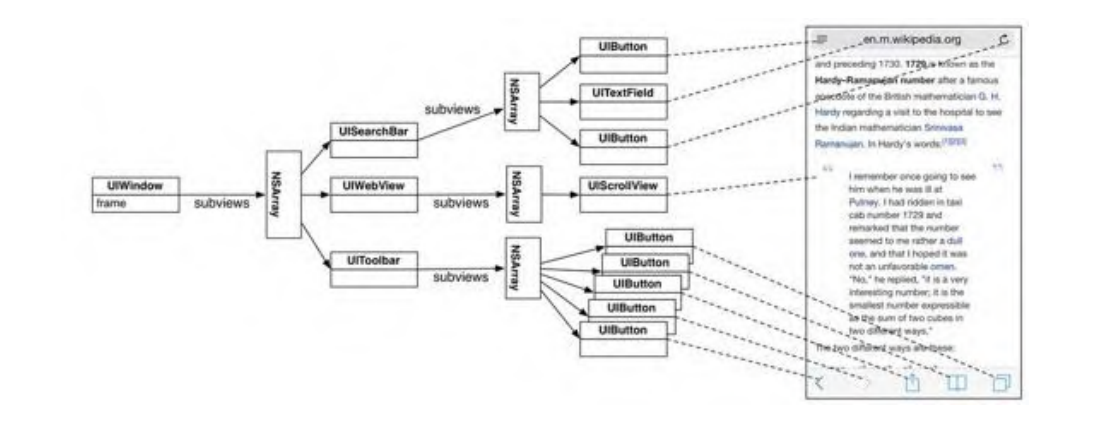 UIWindow
frame
subviews
NSArray
UISearchBar
subviews
NSArray
UIButton
UITextField
UIButton
UIWebView
subviews
NSArray
UIScrollView
UIToolbar
subviews
NSArray
UIButton
UIButton
UIButton
UIButton
UIButton
en.m.wikipedia.org
and preceding 1730. 1729 is known as the
Hardy–Ramanujan number after a famous
anecdote of the British mathematician G. H.
Hardy regarding a visit to the hospital to see
the Indian mathematician Srinivasa
Ramanujan. In Hardy's words:
I remember once going to see
him when he was ill at
Putney. I had ridden in taxi
cab number 1729 and
remarked that the number
seemed to me rather a dull
one, and that I hoped it was
not an unfavorable omen.
"No," he replied, "it is a very
interesting number; it is the
smallest number expressible
as the sum of two cubes in
two different ways."
The two different ways are these: